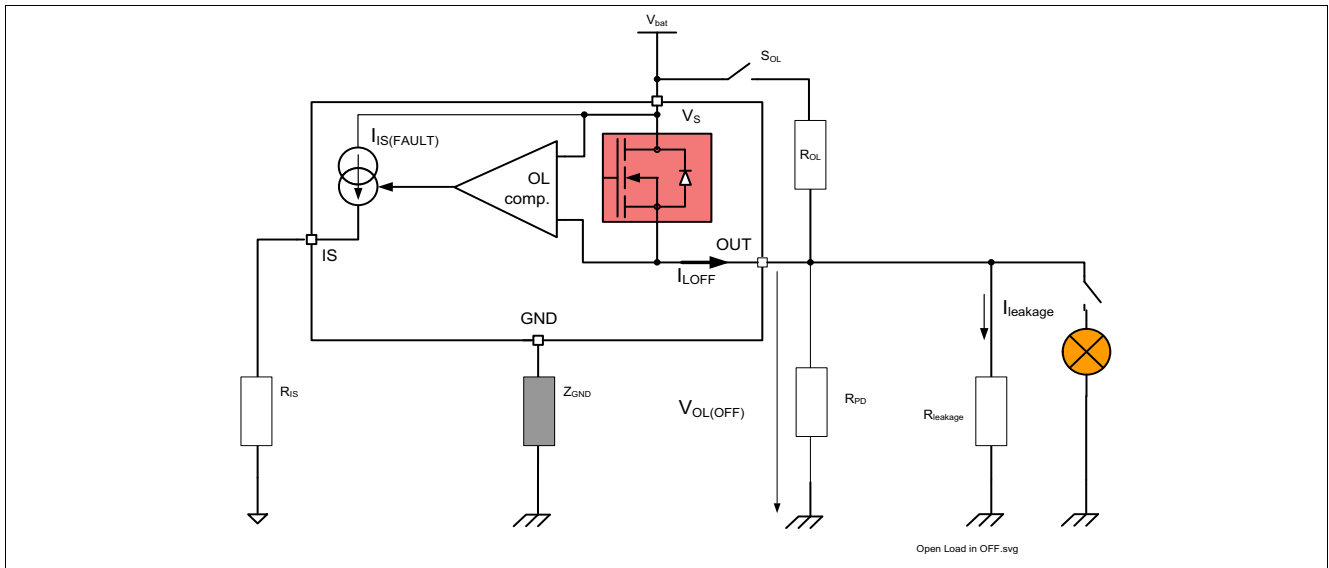 Vbat
SOL
VS
IIS(FAULT)
ROL
OL
comp.
OUT
IS
ILOFF
Ileakage
GND
RIS
ZGND
VOL(OFF)
RPD
Rleakage
Open Load in OFF.svg